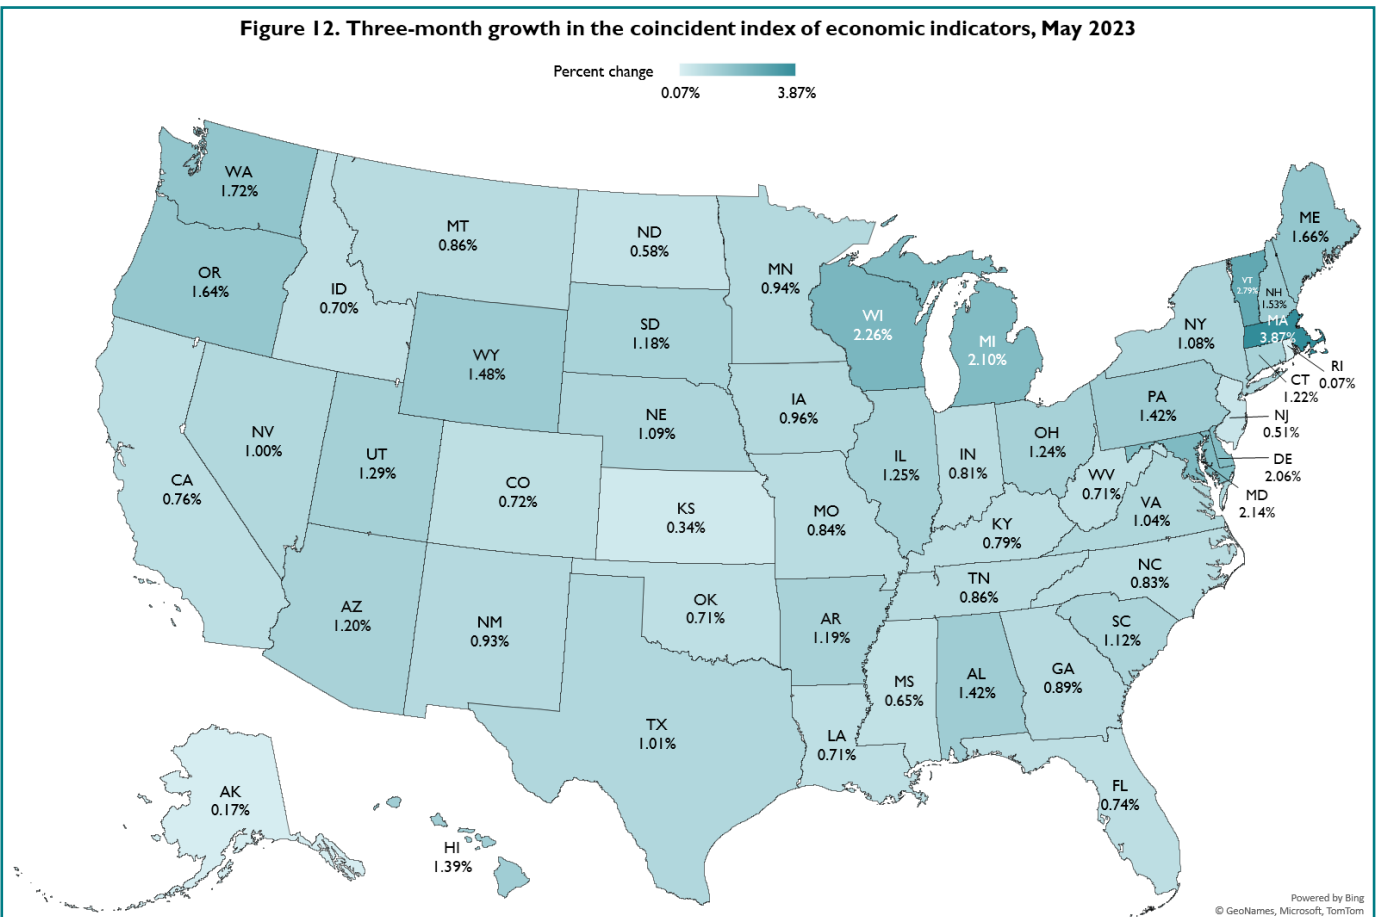 Figure 12. Three-month growth in the coincident index of economic indicators, May 2023
Percent change
0.07% 3.87%
WA
1.72%
OR
1.64%
ID
0.70%
MT
0.86%
ND
0.58%
MN
0.94%
WI
2.26%
MI
2.10%
SD
1.18%
WY
1.48%
NE
1.09%
IA
0.96%
NV
1.00%
UT
1.29%
CO
0.72%
KS
0.34%
CA
0.76%
MO
0.84%
IL
1.25%
IN
0.81%
OH
1.24%
PA
1.42%
NY
1.08%
VT
2.79%
NH
1.53%
ME
1.66%
MA
3.87%
RI
0.07%
CT
1.22%
NJ
0.51%
DE
2.06%
MD
2.14%
WV
0.71%
VA
1.04%
KY
0.79%
NC
0.83%
TN
0.86%
SC
1.12%
AZ
1.20%
NM
0.93%
OK
0.71%
AR
1.19%
MS
0.65%
AL
1.42%
GA
0.89%
TX
1.01%
LA
0.71%
FL
0.74%
AK
0.17%
HI
1.39%
Powered by Bing
© GeoNames, Microsoft, TomTom